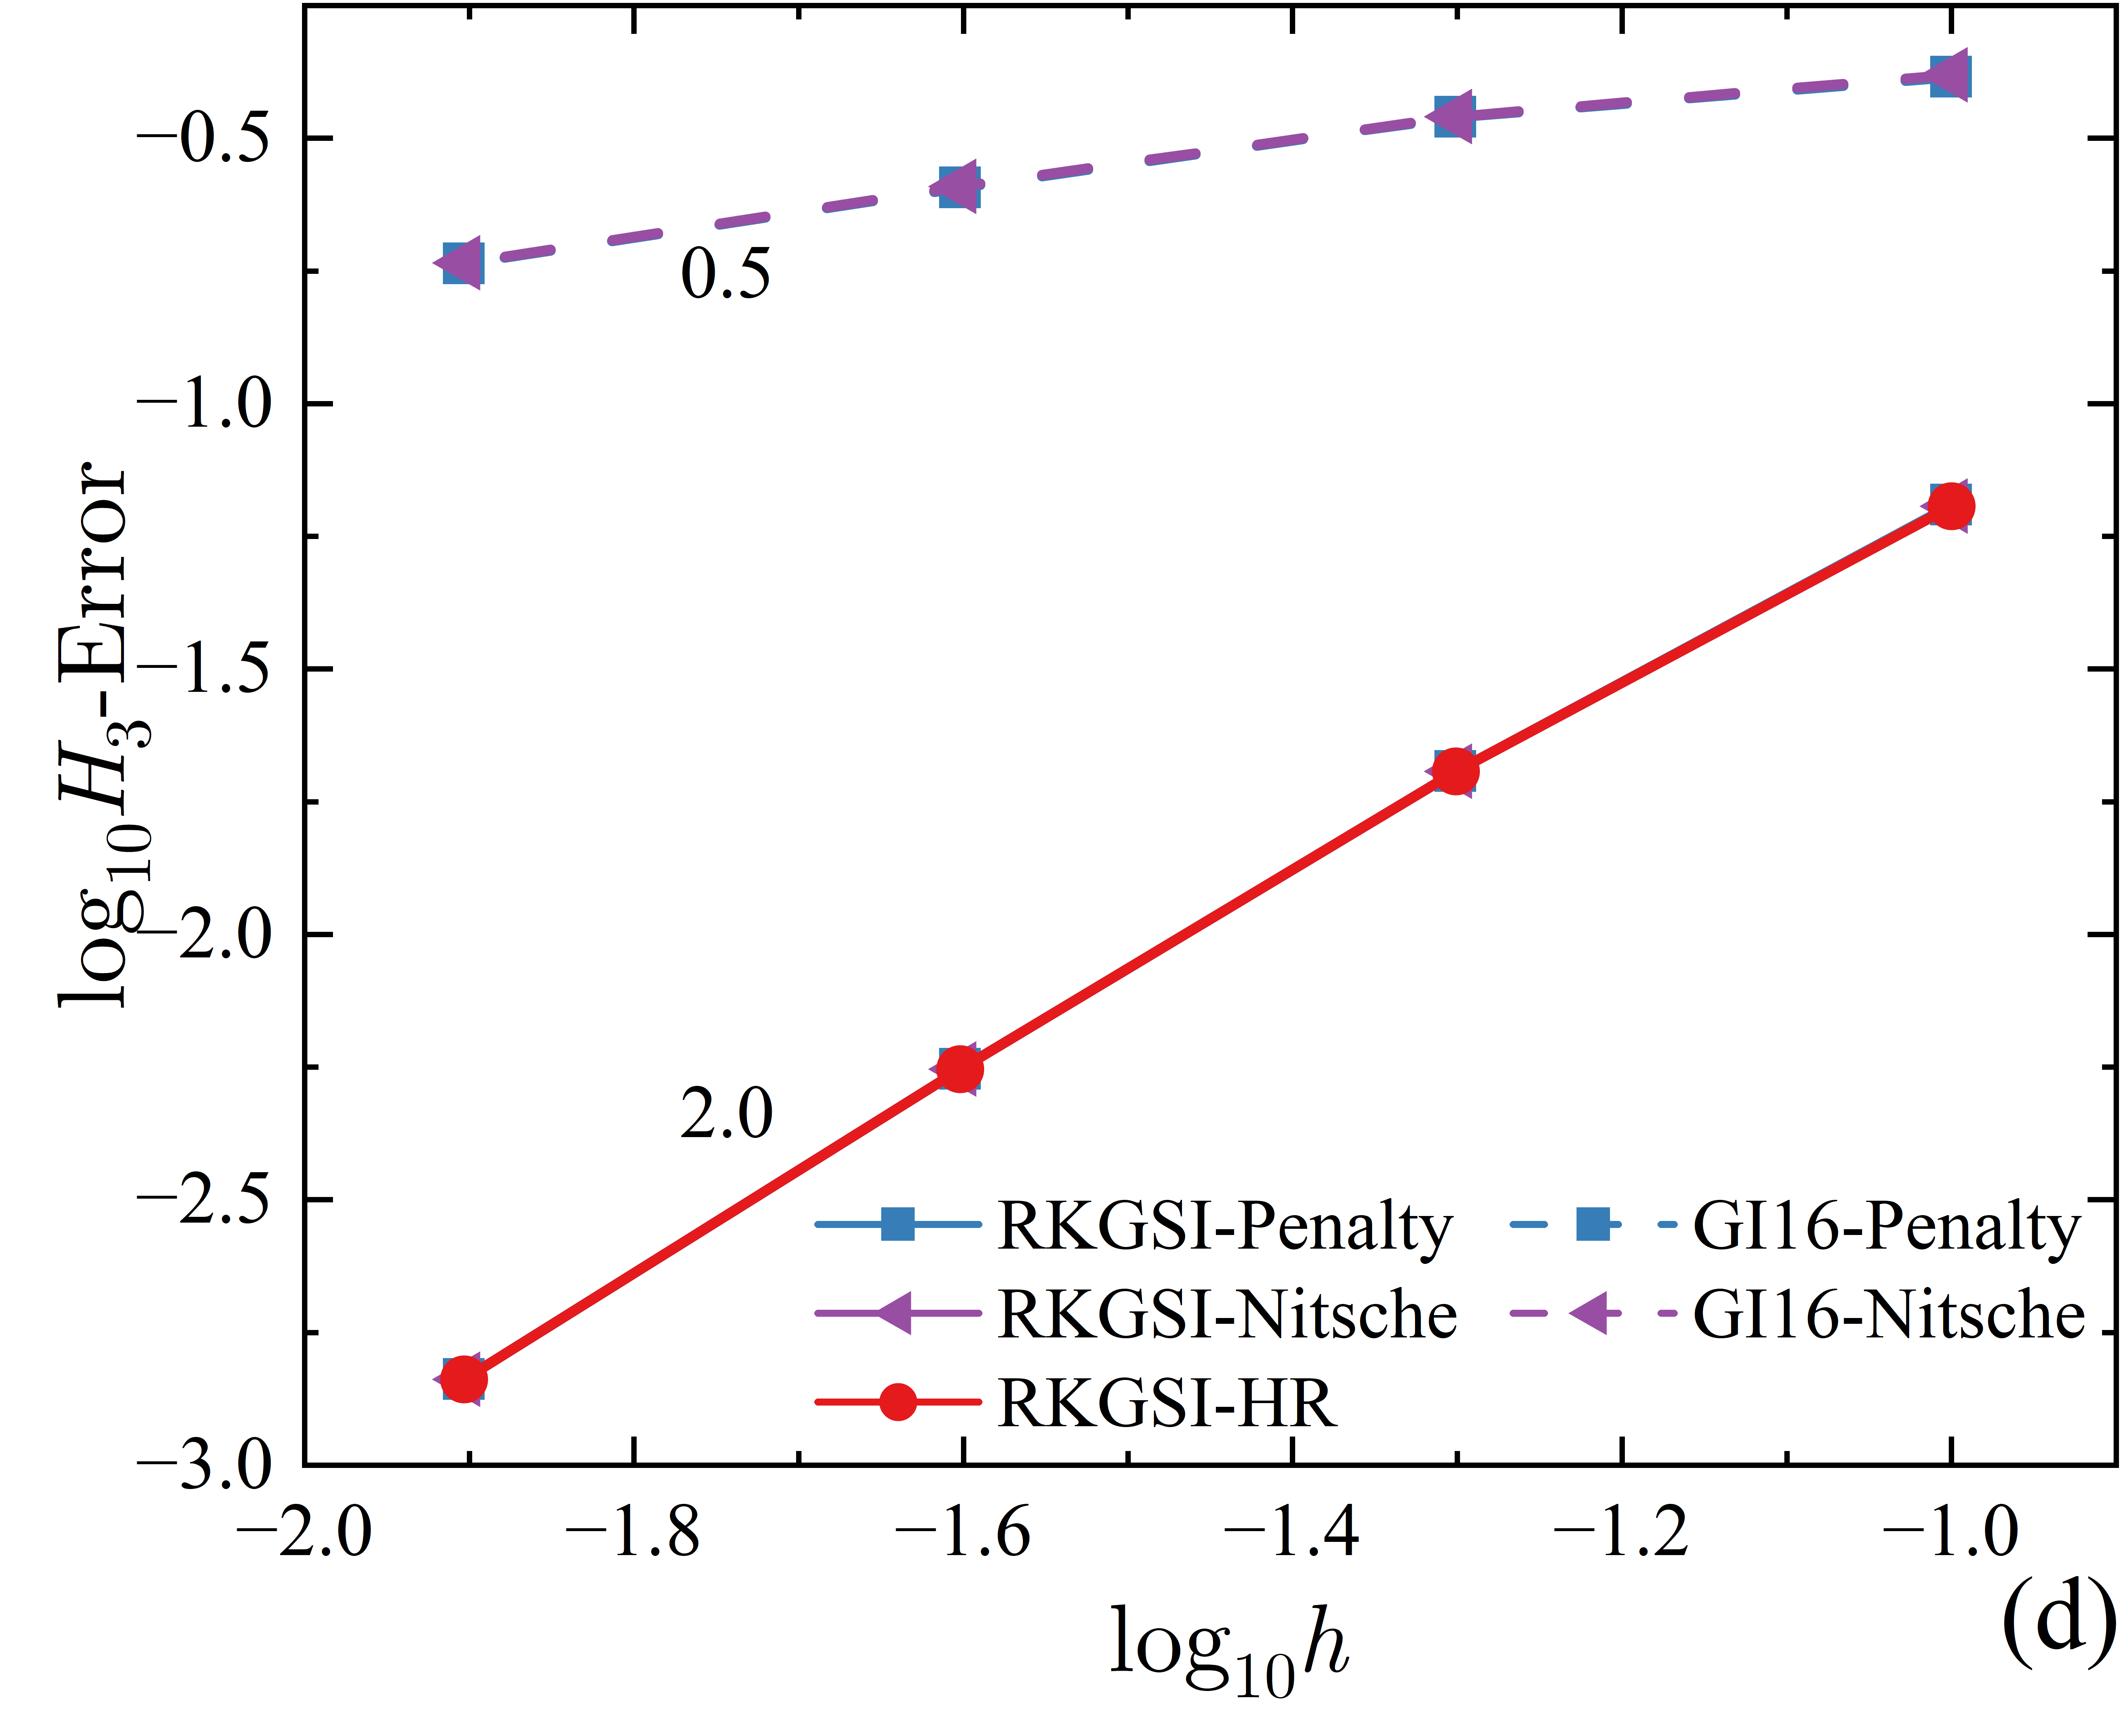 log₁₀H₃-Error
−0.5
−1.0
−1.5
−2.0
−2.5
−3.0
0.5
2.0
RKGSI-Penalty
RKGSI-Nitsche
RKGSI-HR
GI16-Penalty
GI16-Nitsche
−2.0 −1.8 −1.6 −1.4 −1.2 −1.0
log₁₀h
(d)